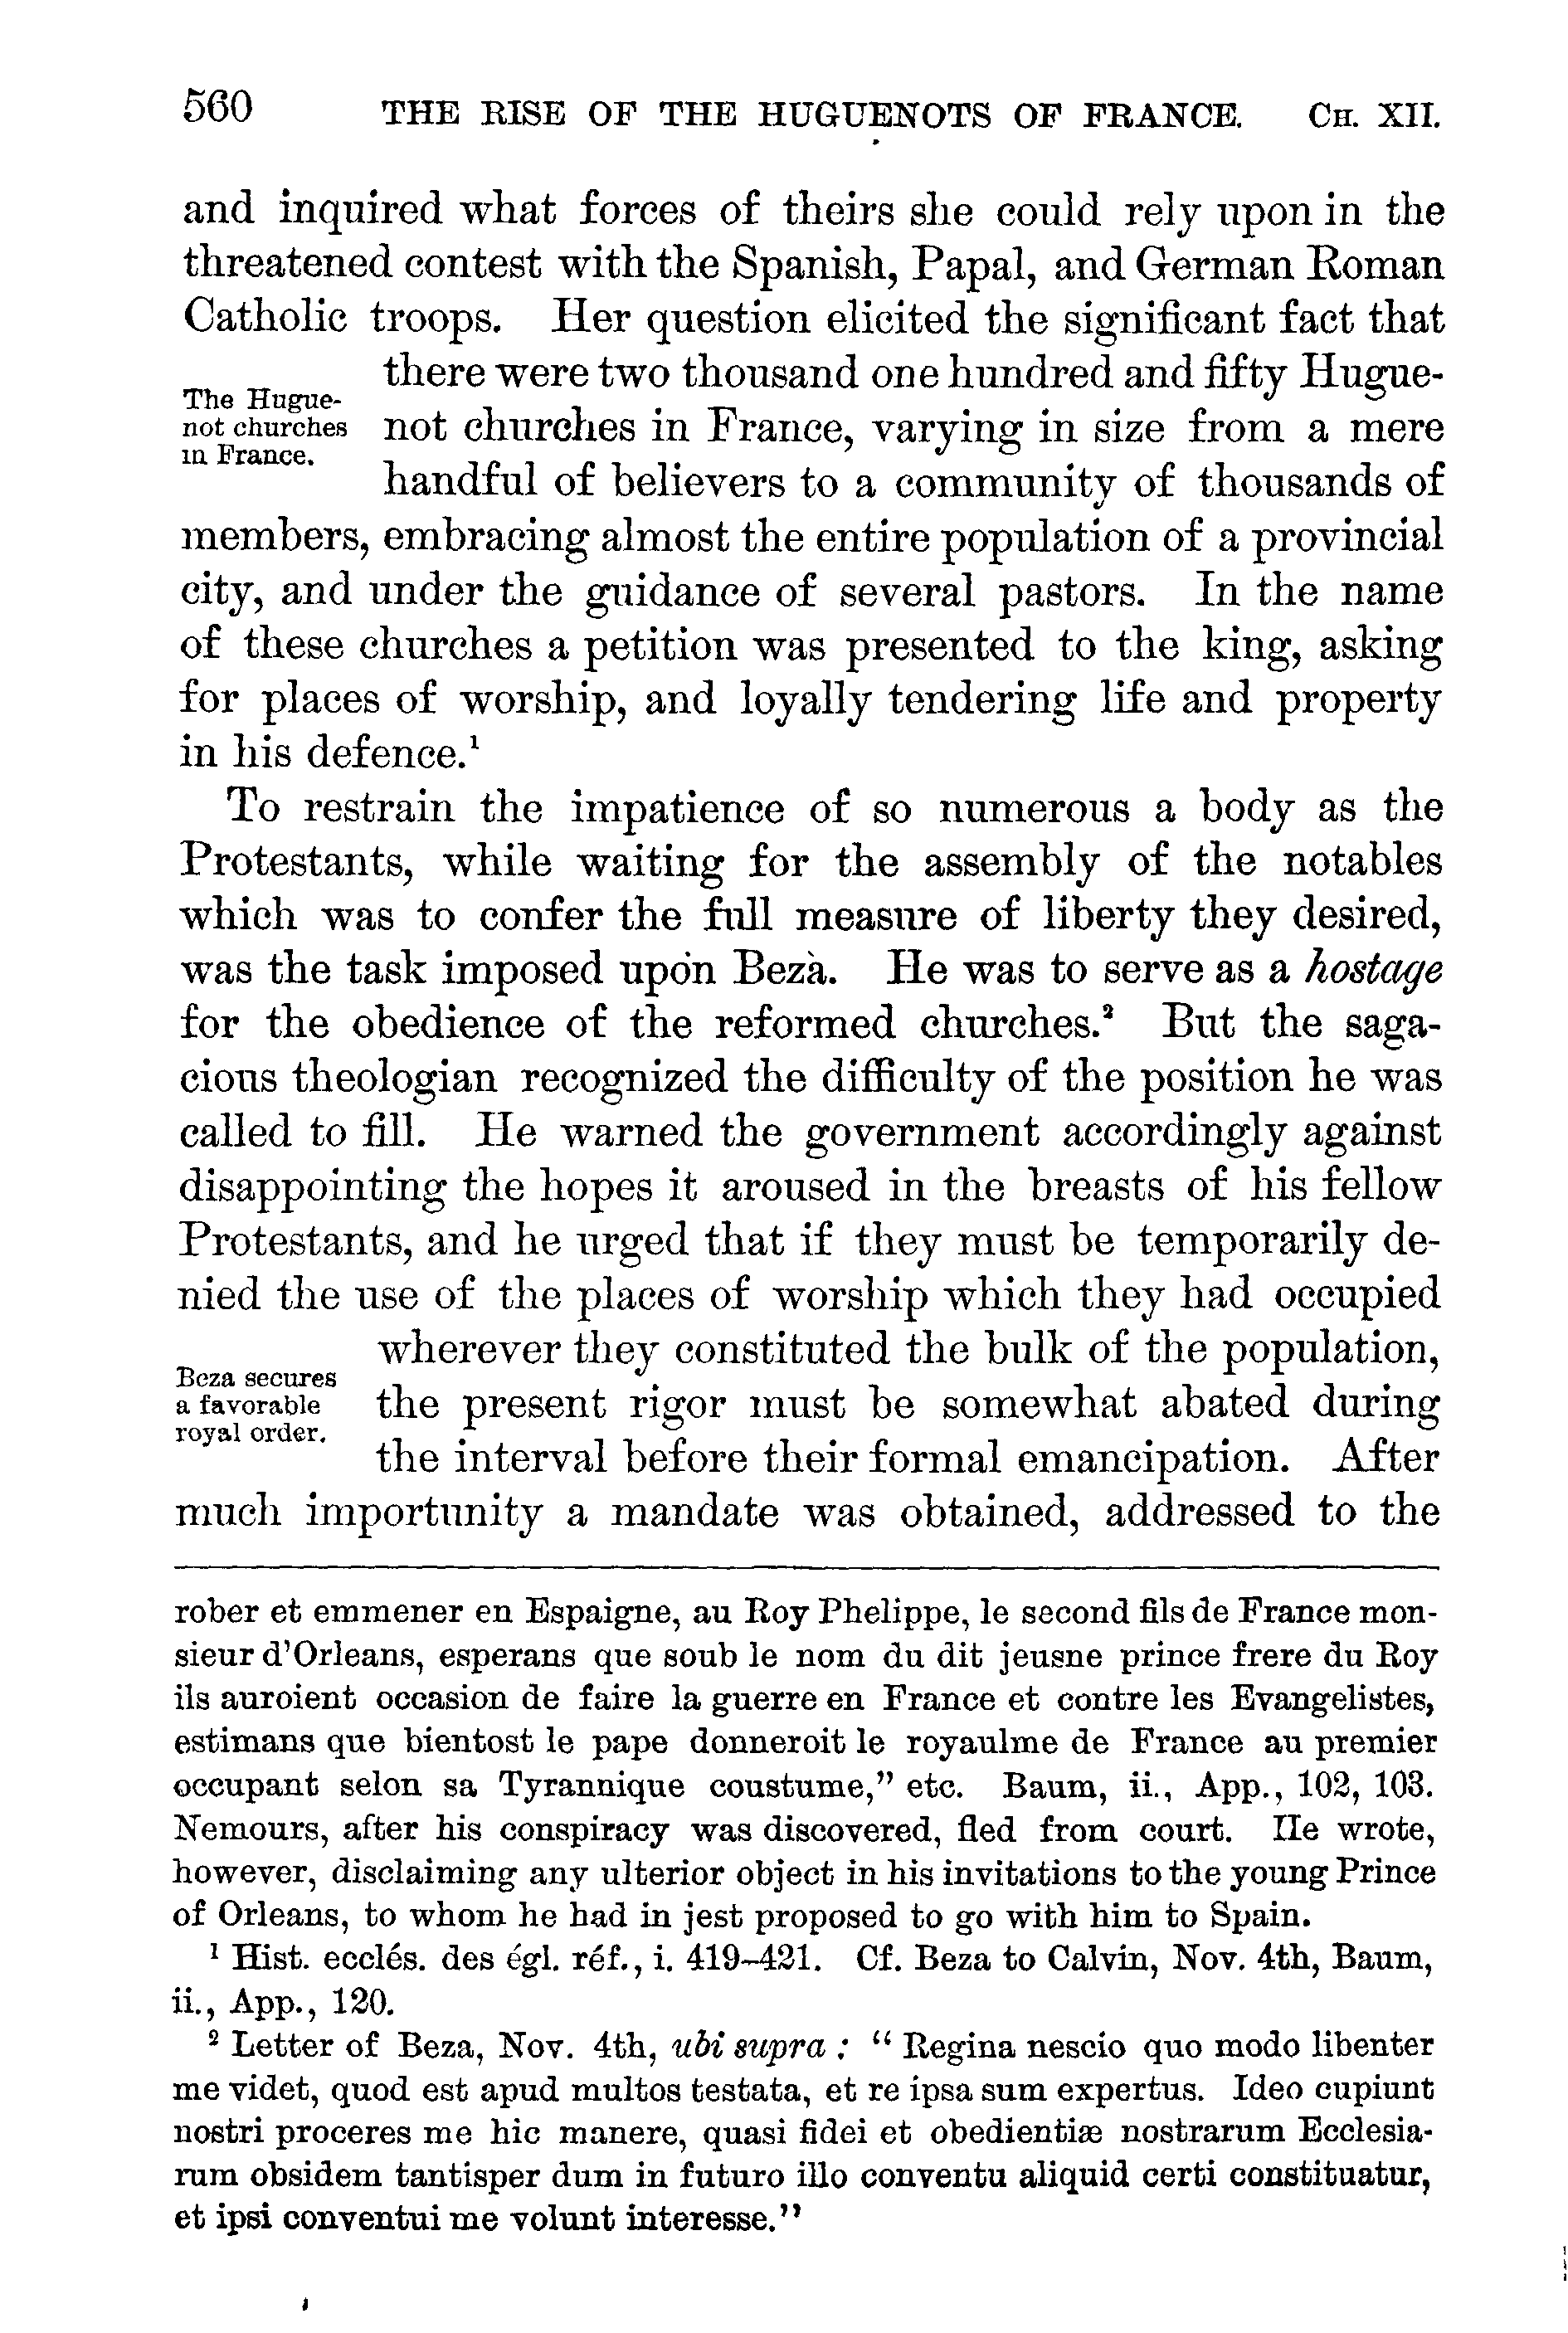 560 THE RISE OF THE HUGUENOTS OF FRANCE. CH. XII.
and inquired what forces of theirs she could rely upon in the
threatened contest with the Spanish, Papal, and German Roman
Catholic troops. Her question elicited the significant fact that
there were two thousand one hundred and fifty Hugue-
The Hugue-
not churches
in France.
not churches in France, varying in size from a mere
handful of believers to a community of thousands of
members, embracing almost the entire population of a provincial
city, and under the guidance of several pastors. In the name
of these churches a petition was presented to the king, asking
for places of worship, and loyally tendering life and property
in his defence.¹
To restrain the impatience of so numerous a body as the
Protestants, while waiting for the assembly of the notables
which was to confer the full measure of liberty they desired,
was the task imposed upon Beza. He was to serve as a hostage
for the obedience of the reformed churches.² But the saga-
cious theologian recognized the difficulty of the position he was
called to fill. He warned the government accordingly against
disappointing the hopes it aroused in the breasts of his fellow
Protestants, and he urged that if they must be temporarily de-
nied the use of the places of worship which they had occupied
wherever they constituted the bulk of the population,
Beza secures
a favorable
royal order.
the present rigor must be somewhat abated during
the interval before their formal emancipation. After
much importunity a mandate was obtained, addressed to the
rober et emmener en Espaigne, au Roy Phelippe, le second fils de France mon-
sieur d'Orleans, esperans que soub le nom du dit jeusne prince frere du Roy
ils auroient occasion de faire la guerre en France et contre les Evangelistes,
estimans que bientost le pape donneroit le royaulme de France au premier
occupant selon sa Tyrannique coustume," etc. Baum, ii., App., 102, 103.
Nemours, after his conspiracy was discovered, fled from court. He wrote,
however, disclaiming any ulterior object in his invitations to the young Prince
of Orleans, to whom he had in jest proposed to go with him to Spain.
¹ Hist. ecclés. des égl. réf., i. 419–421. Cf. Beza to Calvin, Nov. 4th, Baum,
ii., App., 120.
² Letter of Beza, Nov. 4th, ubi supra: "Regina nescio quo modo libenter
me videt, quod est apud multos testata, et re ipsa sum expertus. Ideo cupiunt
nostri proceres me hic manere, quasi fidei et obedientiæ nostrarum Ecclesia-
rum obsidem tantisper dum in futuro illo conventu aliquid certi constituatur,
et ipsi conventui me volunt interesse."